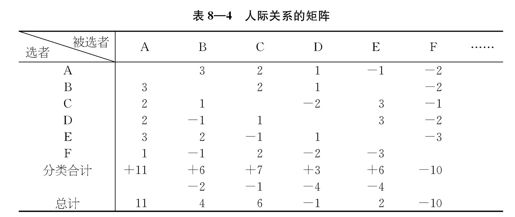 表 8—4 人际关系的矩阵
被选者 选者 A B C D E F ……
A 3 2 1 −1 −2
B 3 2 1 −2
C 2 1 −2 3 −1
D 2 −1 1 3 −2
E 3 2 −1 1 −3
F 1 −1 2 −2 −3
分类合计 +11 +6 +7 +3 +6 −10
−2 −1 −4 −4
总计 11 4 6 −1 2 −10